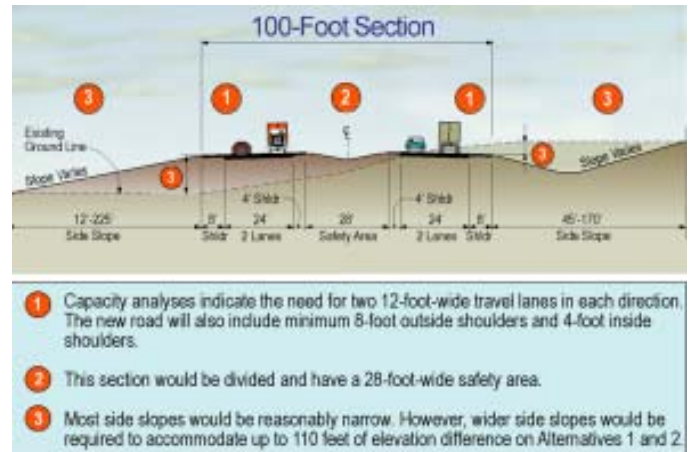 100-Foot Section
3
1
2
1
3
Existing
Ground Line
℄
Slope Varies
3
3
Slope Varies
4' Shldr
4' Shldr
12'-225'
8'
24'
28'
24'
8'
45'-170'
Side Slope
Shldr
2 Lanes
Safety Area
2 Lanes
Shldr
Side Slope
1 Capacity analyses indicate the need for two 12-foot-wide travel lanes in each direction.
The new road will also include minimum 8-foot outside shoulders and 4-foot inside
shoulders.
2 This section would be divided and have a 28-foot-wide safety area.
3 Most side slopes would be reasonably narrow. However, wider side slopes would be
required to accommodate up to 110 feet of elevation difference on Alternatives 1 and 2.